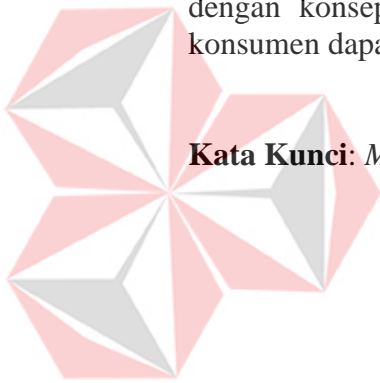 dengan konsep
konsumen dapa
Kata Kunci: M